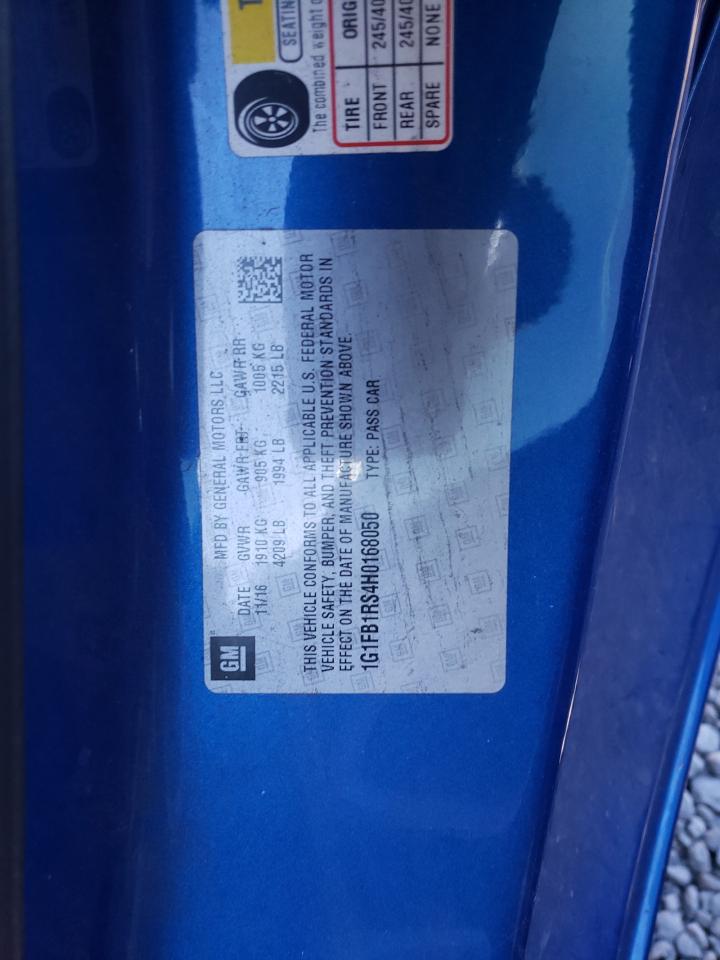 SEATIN
The combined weight o
TIRE ORIG
FRONT 245/40
REAR 245/40
SPARE NONE
GM
MFD BY GENERAL MOTORS LLC
DATE GVWR GAWR FRT GAWR RR
11/16 1910 KG 905 KG 1005 KG
4209 LB 1994 LB 2215 LB
THIS VEHICLE CONFORMS TO ALL APPLICABLE U.S. FEDERAL MOTOR
VEHICLE SAFETY, BUMPER, AND THEFT PREVENTION STANDARDS IN
EFFECT ON THE DATE OF MANUFACTURE SHOWN ABOVE.
1G1FB1RS4H0168050 TYPE: PASS CAR